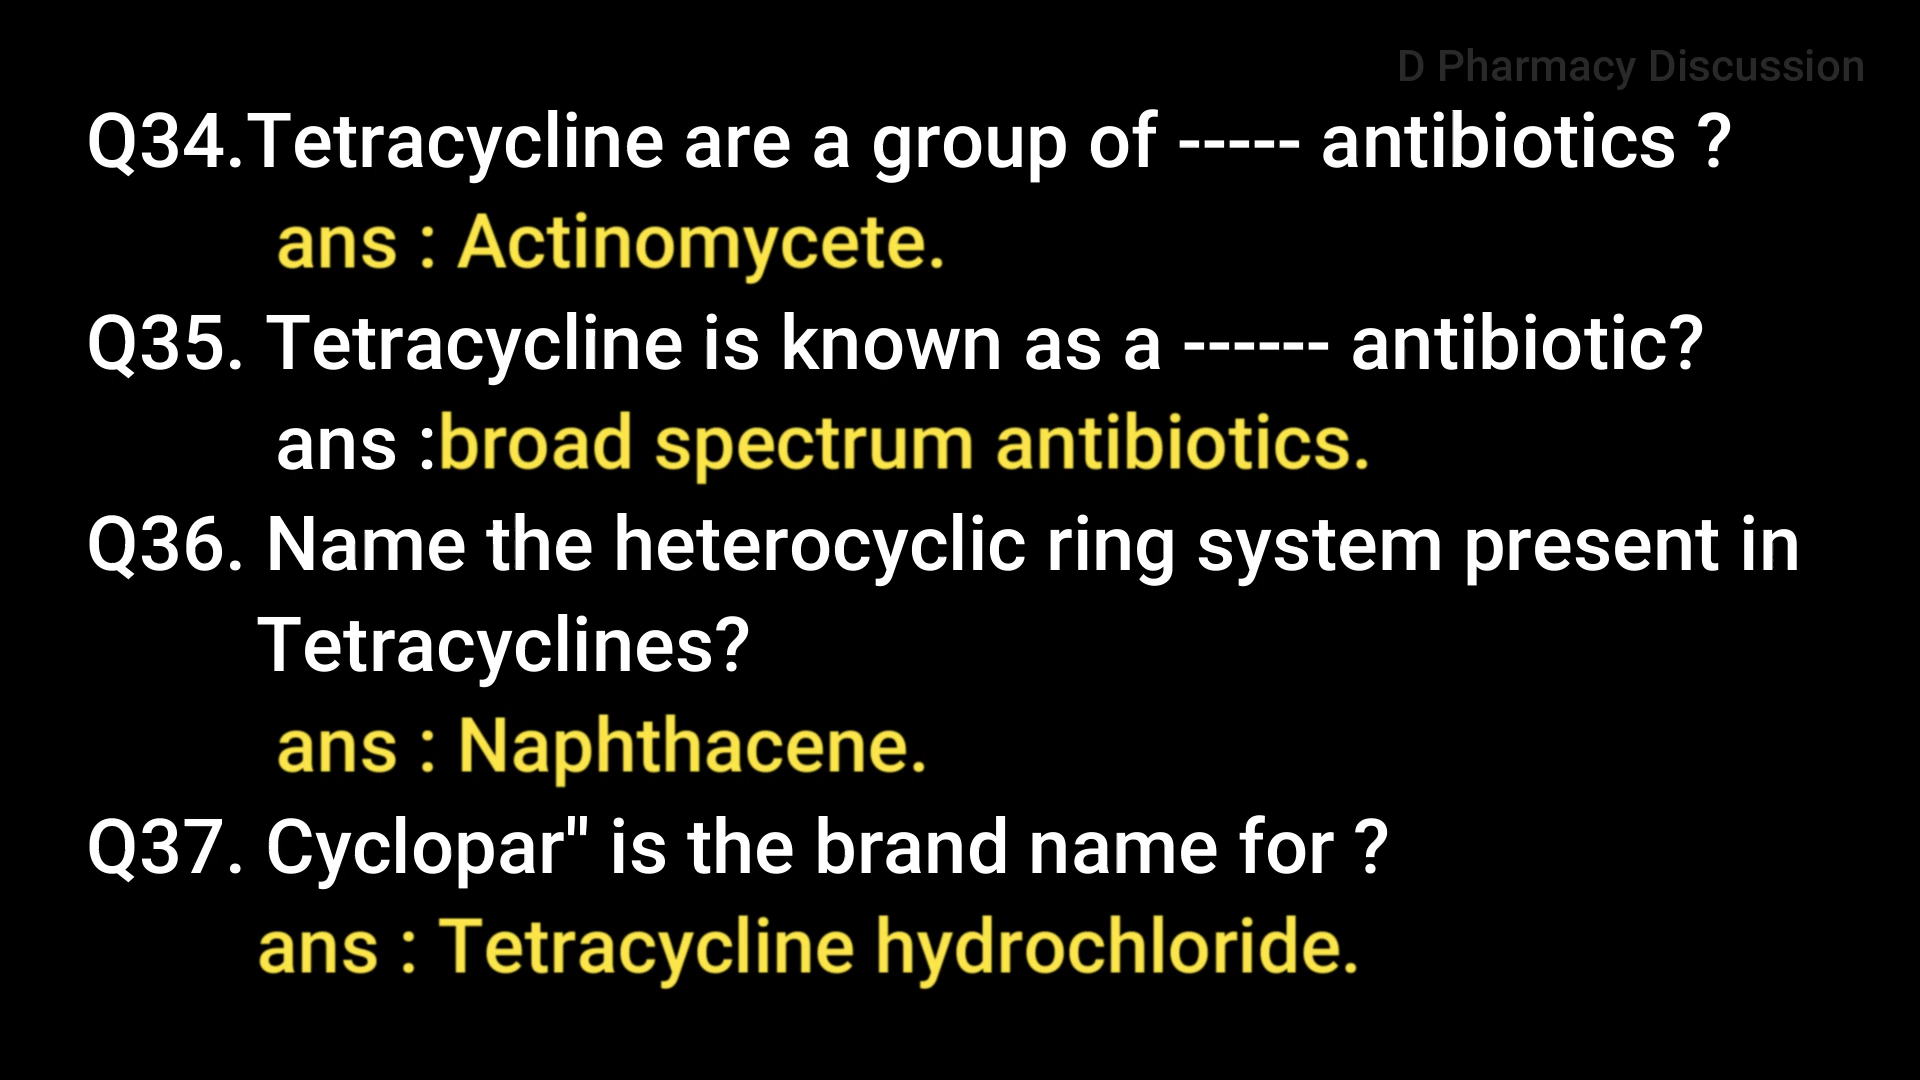 D Pharmacy Discussion
Q34.Tetracycline are a group of ----- antibiotics ?
ans : Actinomycete.
Q35. Tetracycline is known as a ------ antibiotic?
ans :broad spectrum antibiotics.
Q36. Name the heterocyclic ring system present in
Tetracyclines?
ans : Naphthacene.
Q37. Cyclopar" is the brand name for ?
ans : Tetracycline hydrochloride.